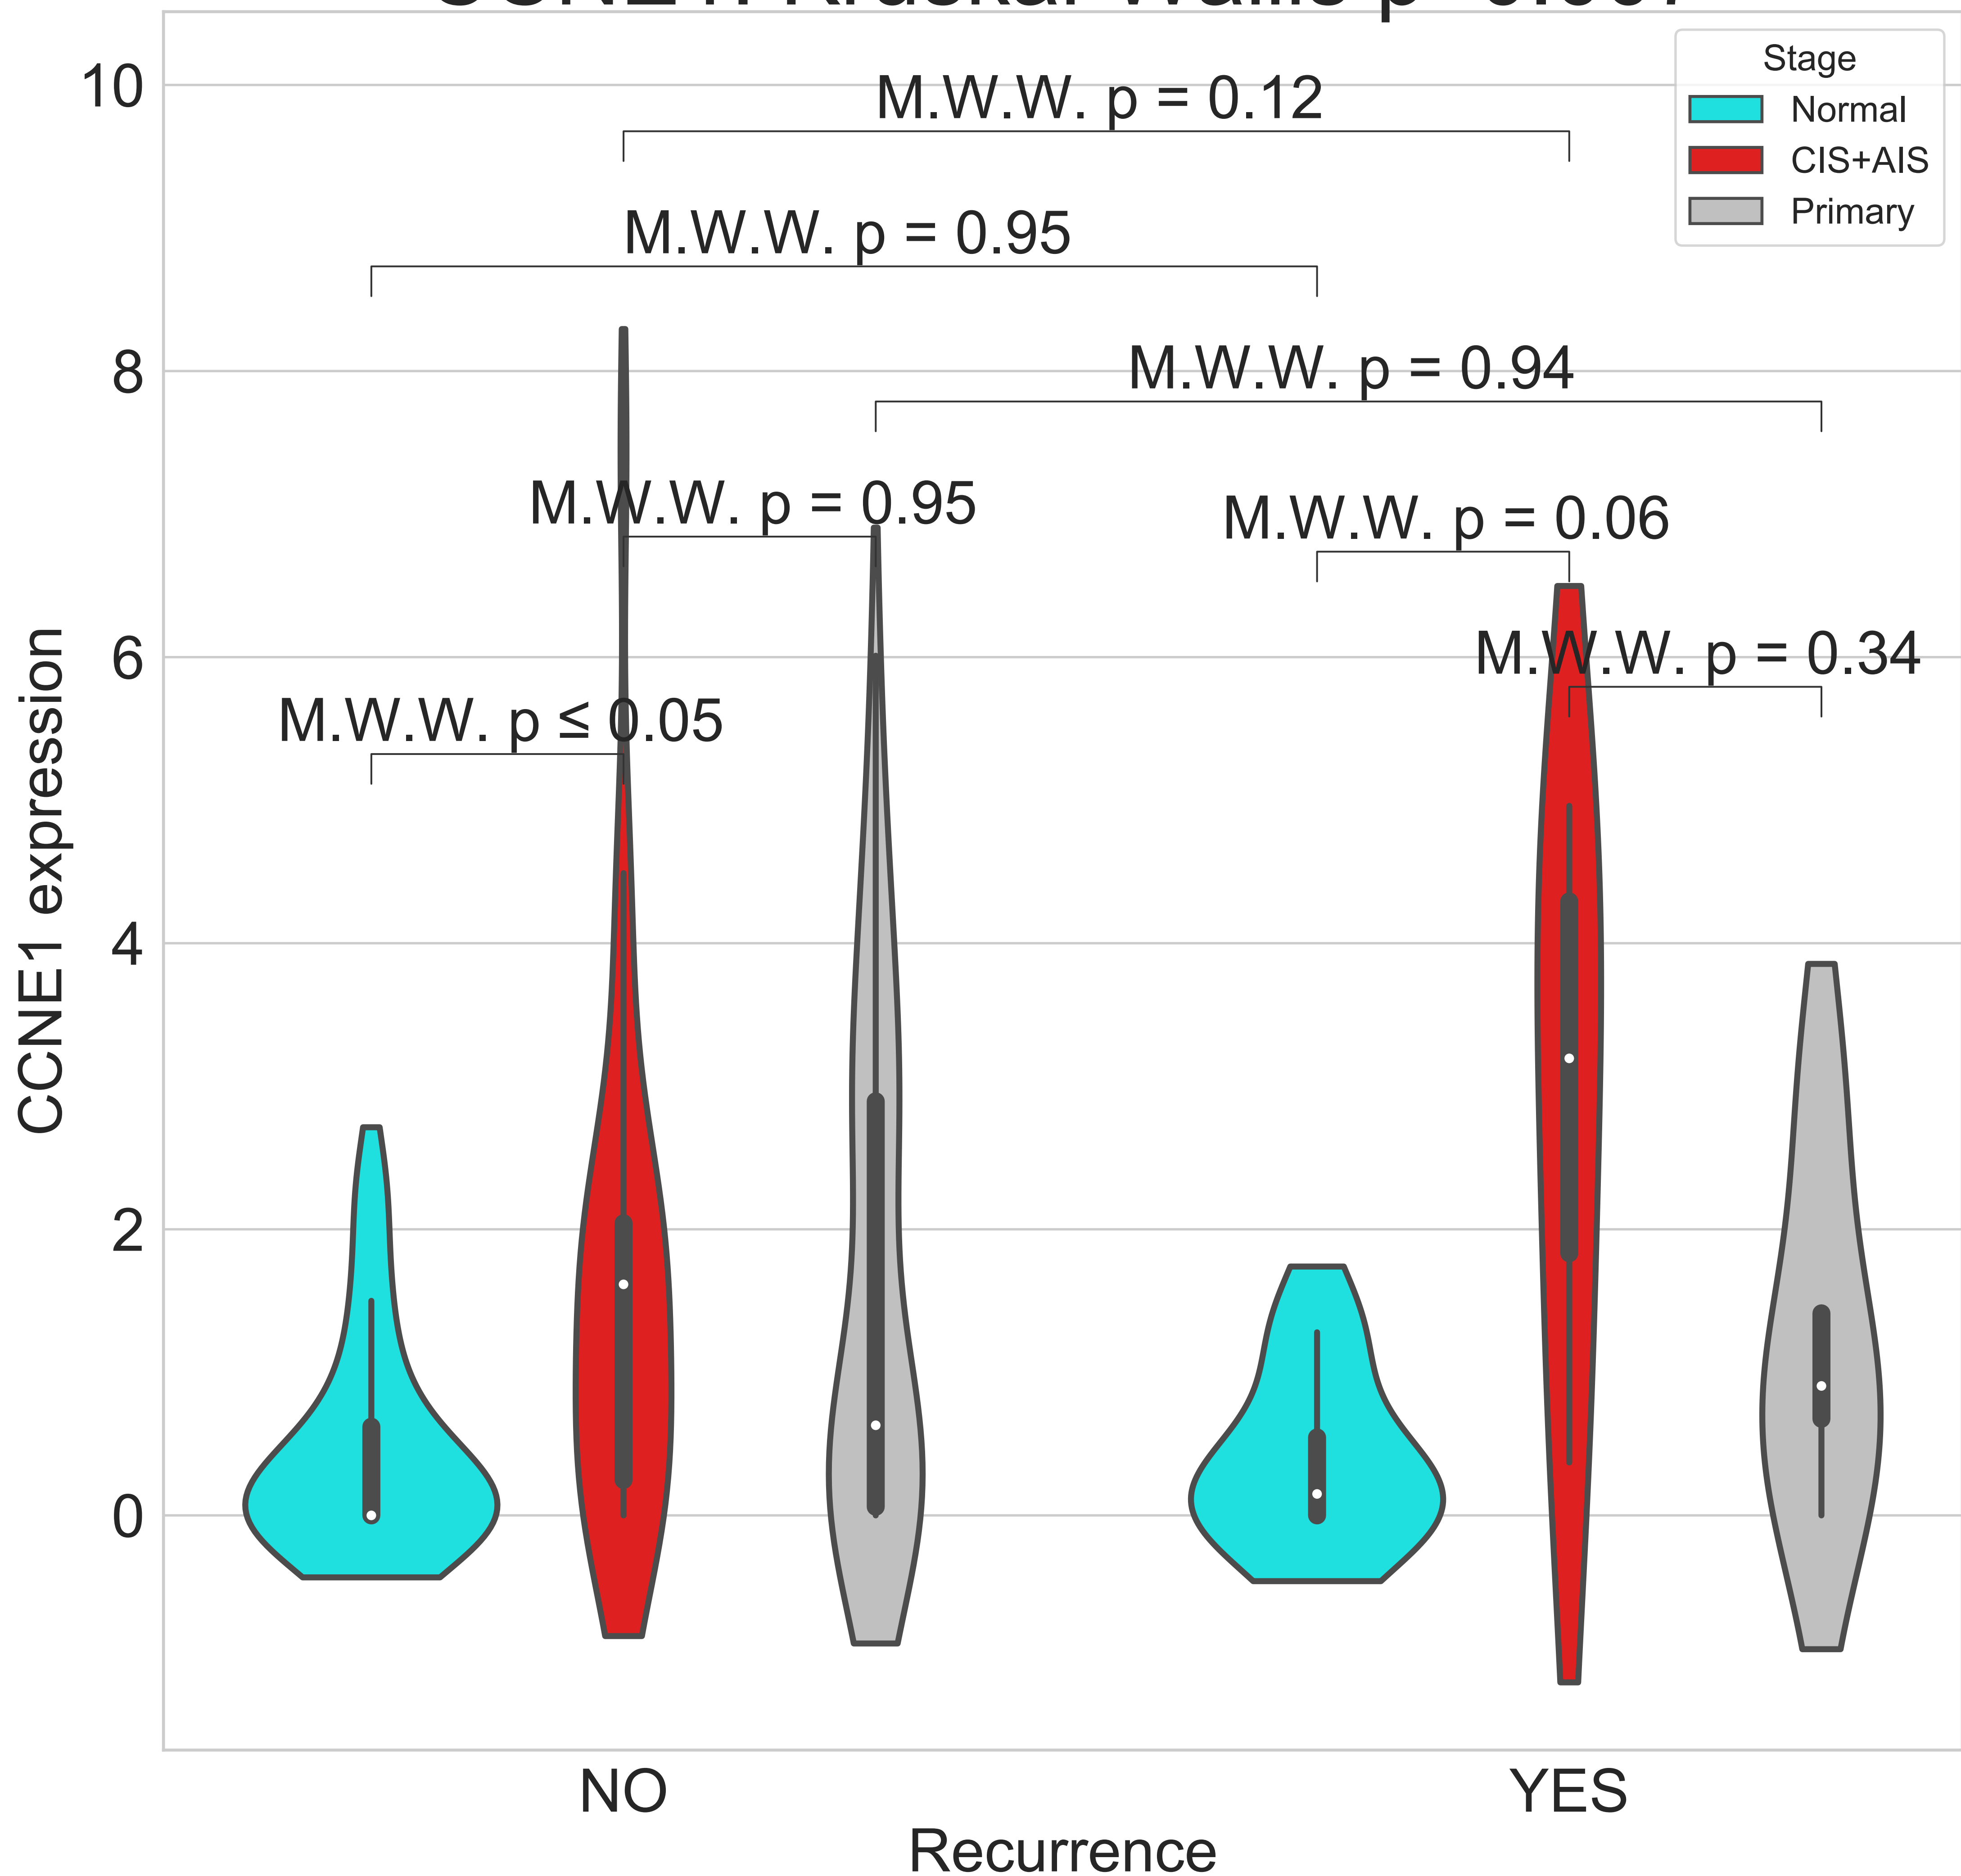 Stage
Normal
CIS+AIS
Primary
10
8
6
4
2
0
CCNE1 expression
M.W.W. p = 0.12
M.W.W. p = 0.95
M.W.W. p = 0.94
M.W.W. p = 0.95
M.W.W. p = 0.06
M.W.W. p = 0.34
M.W.W. p ≤ 0.05
NO
YES
Recurrence